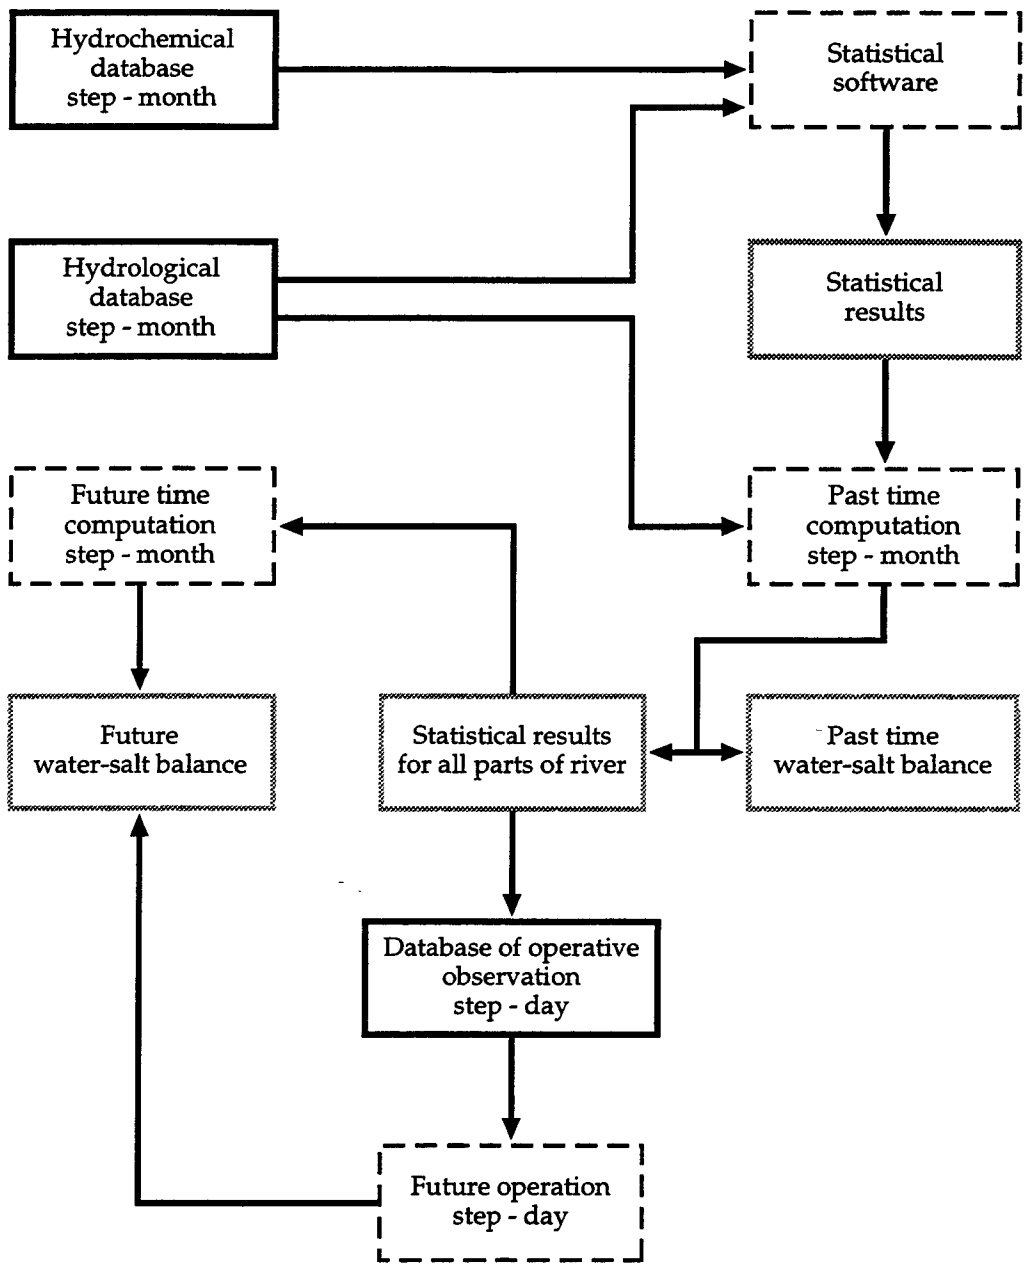 Hydrochemical
database
step - month
Statistical
software
Hydrological
database
step - month
Statistical
results
Future time
computation
step - month
Past time
computation
step - month
Future
water-salt balance
Statistical results
for all parts of river
Past time
water-salt balance
Database of operative
observation
step - day
Future operation
step - day